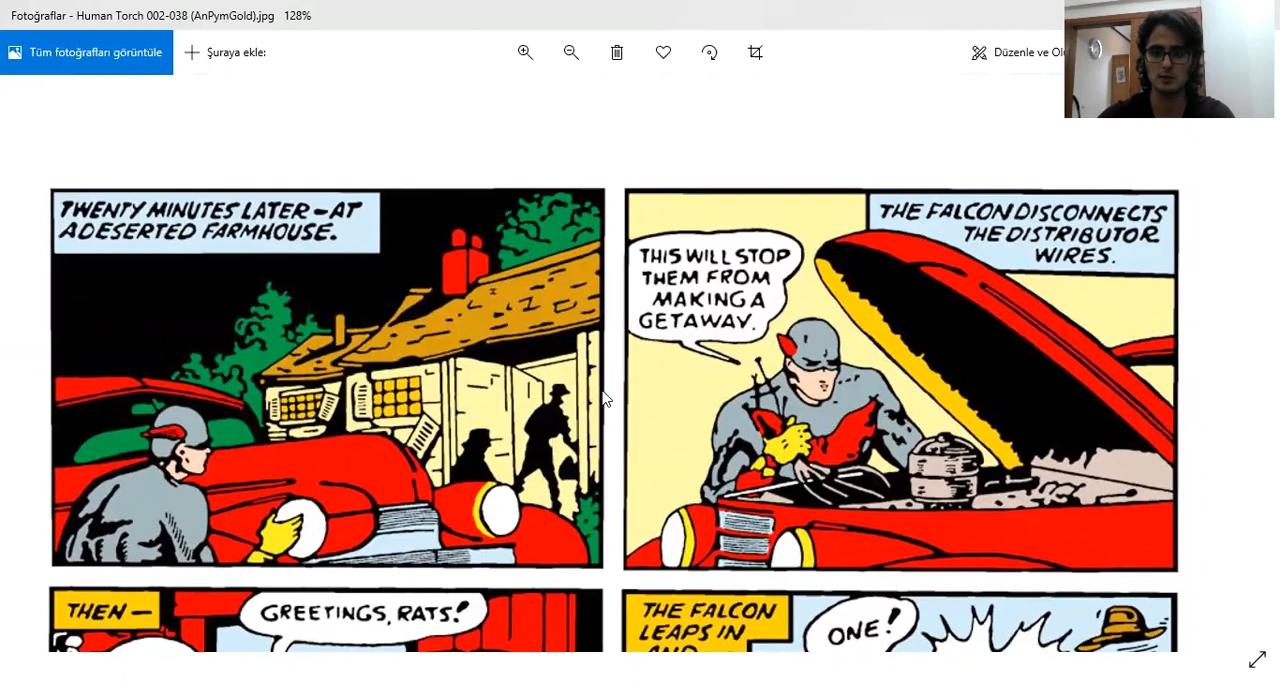 Fotoğraflar - Human Torch 002-038 (AnPymGold).jpg 128%
Tüm fotoğrafları görüntüle
Şuraya ekle:
Düzenle ve
TWENTY MINUTES LATER — AT
A DESERTED FARMHOUSE.
THE FALCON DISCONNECTS
THE DISTRIBUTOR
WIRES.
THIS WILL STOP
THEM FROM
MAKING A
GETAWAY.
THEN —
GREETINGS, RATS!
THE FALCON
LEAPS IN
AND
ONE!